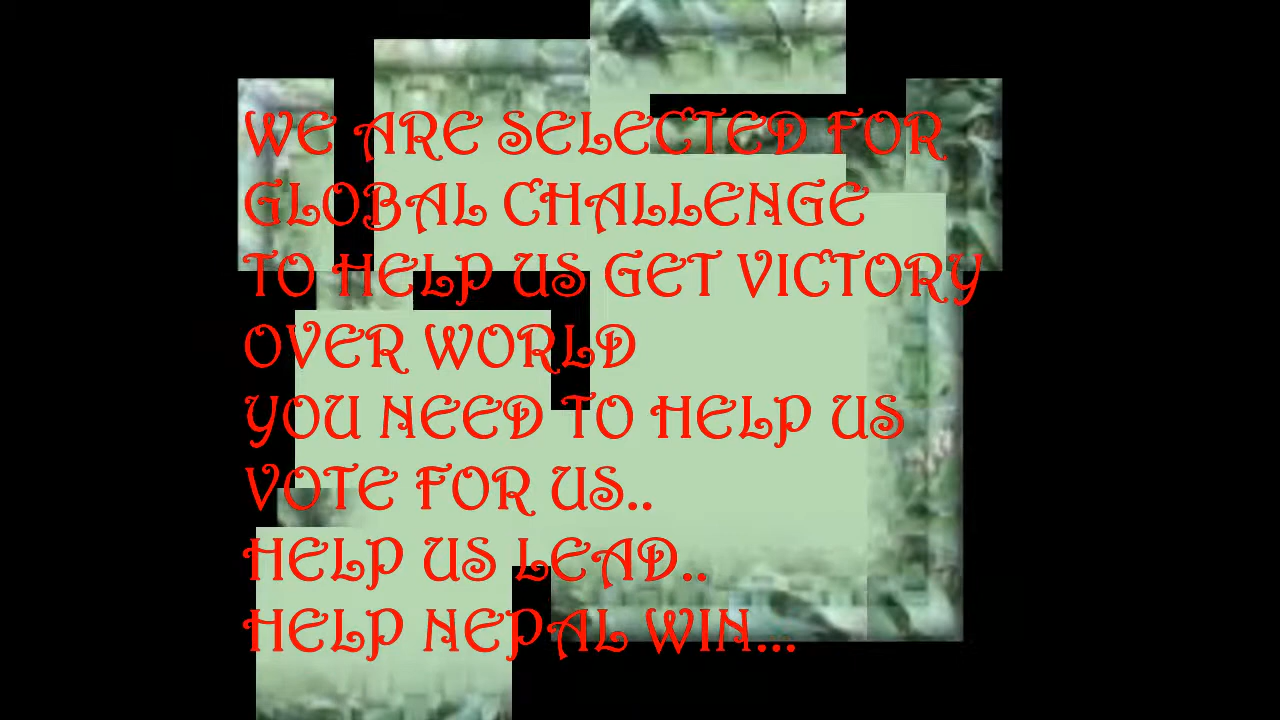 WE ARE SELECTED FOR
GLOBAL CHALLENGE
TO HELP US GET VICTORY
OVER WORLD
YOU NEED TO HELP US
VOTE FOR US..
HELP US LEAD..
HELP NEPAL WIN...